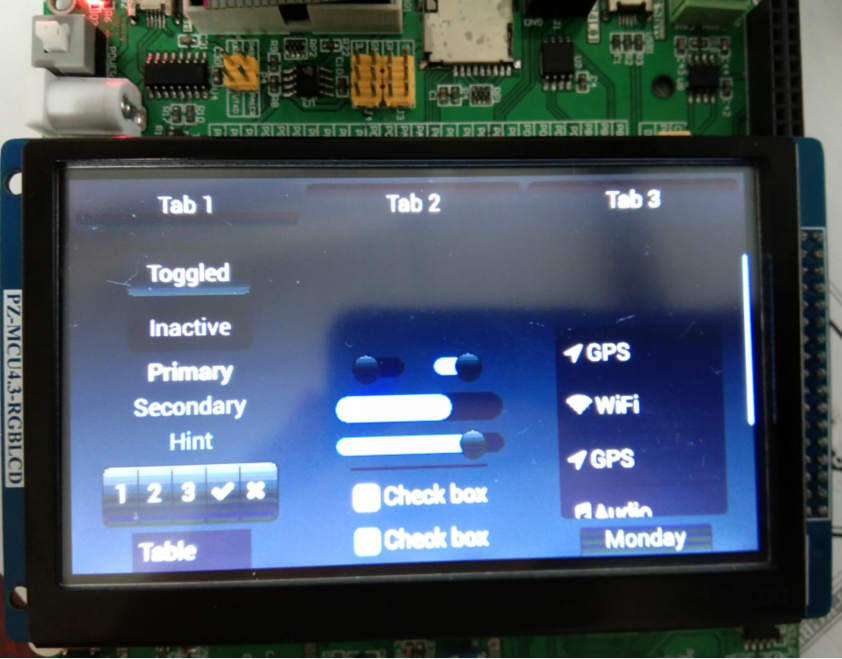 Tab 1
Tab 2
Tab 3
Toggled
Inactive
Primary
Secondary
Hint
1 2 3
Table
Check box
Check box
GPS
WiFi
GPS
Audio
Monday
PZ-MCU4.3-RGBLCD